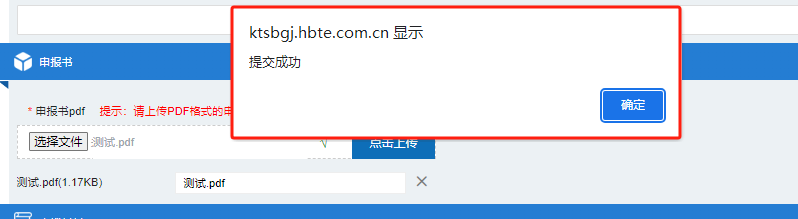 ktsbgj.hbte.com.cn 显示
提交成功
确定
申报书
* 申报书pdf 提示：请上传PDF格式的申
选择文件 测试.pdf √ 点击上传
测试.pdf(1.17KB) 测试.pdf ×